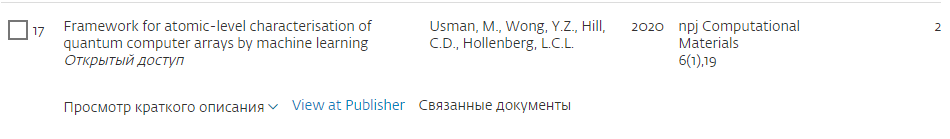 17 Framework for atomic-level characterisation of Usman, M., Wong, Y.Z., Hill, 2020 npj Computational 2
quantum computer arrays by machine learning C.D., Hollenberg, L.C.L. Materials
Открытый доступ 6(1),19
Просмотр краткого описания View at Publisher Связанные документы